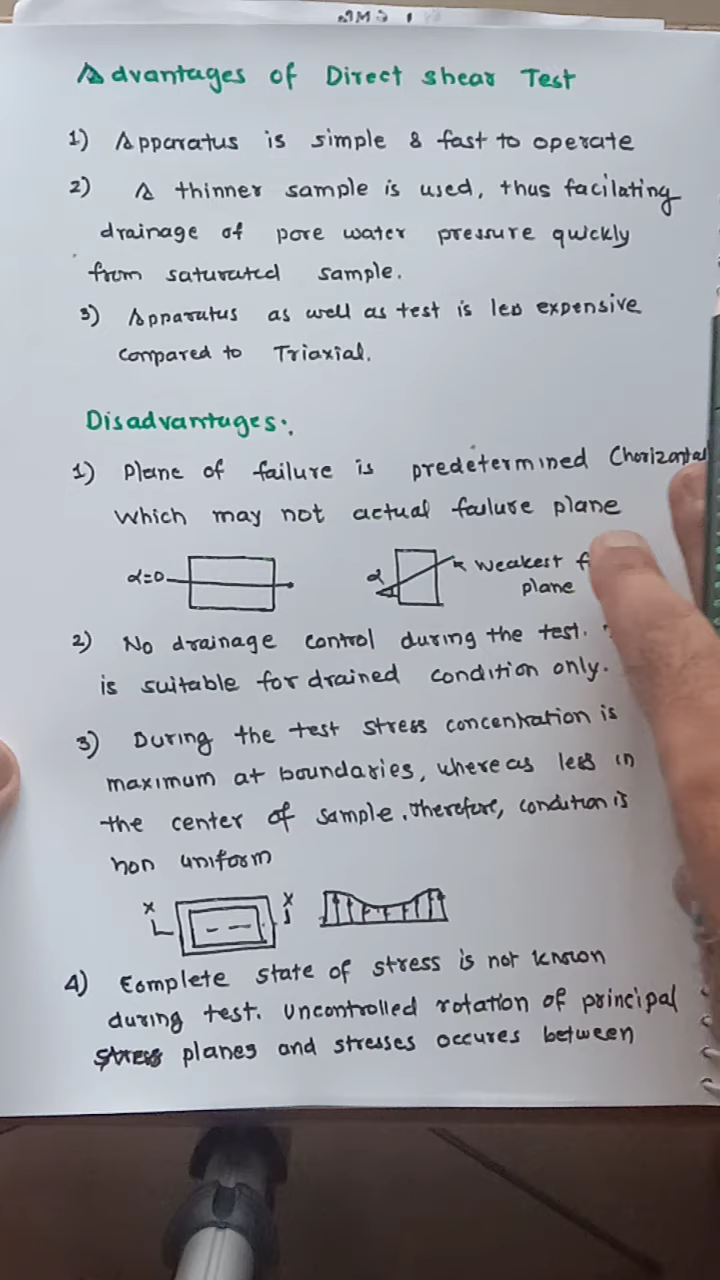 Advantages of Direct shear Test
1) Apparatus is simple & fast to operate
2) A thinner sample is used, thus facilating
drainage of pore water pressure quickly
from saturated sample.
3) Apparatus as well as test is less expensive
compared to Triaxial.
Disadvantages:
1) Plane of failure is predetermined (horizontal
which may not actual failure plane
α=0 α weakest
plane
2) No drainage control during the test.
is suitable for drained condition only.
3) During the test stress concentration is
maximum at boundaries, where as less in
the center of sample. Therefore, condition is
non uniform
x x
4) Complete state of stress is not known
during test. Uncontrolled rotation of principal
stress planes and stresses occures between